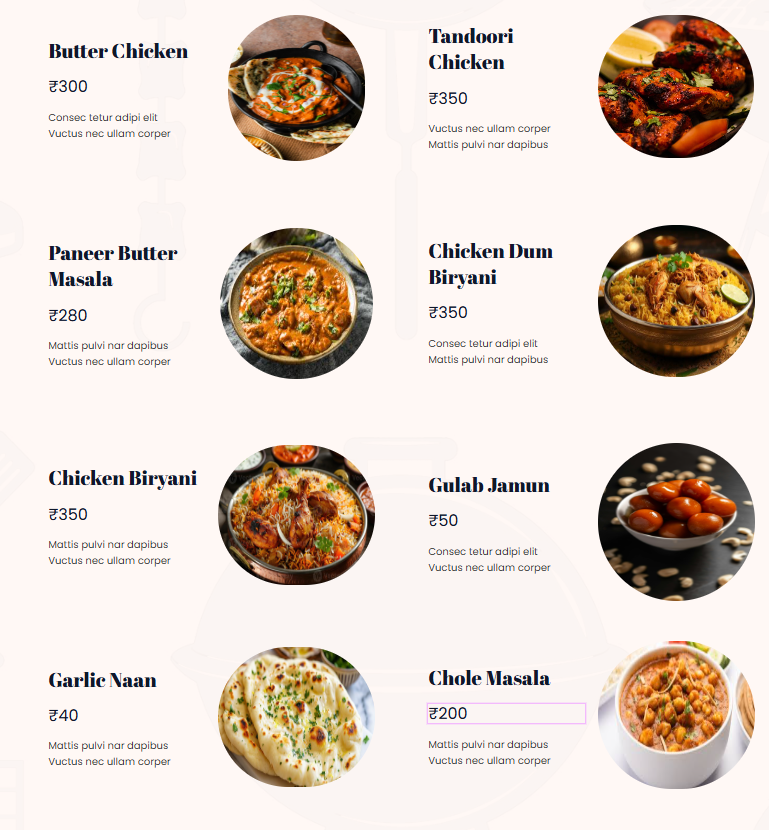 Butter Chicken
₹300
Consec tetur adipi elit
Vuctus nec ullam corper
Tandoori
Chicken
₹350
Vuctus nec ullam corper
Mattis pulvi nar dapibus
Paneer Butter
Masala
₹280
Mattis pulvi nar dapibus
Vuctus nec ullam corper
Chicken Dum
Biryani
₹350
Consec tetur adipi elit
Mattis pulvi nar dapibus
Chicken Biryani
₹350
Mattis pulvi nar dapibus
Vuctus nec ullam corper
Gulab Jamun
₹50
Consec tetur adipi elit
Vuctus nec ullam corper
Garlic Naan
₹40
Mattis pulvi nar dapibus
Vuctus nec ullam corper
Chole Masala
₹200
Mattis pulvi nar dapibus
Vuctus nec ullam corper